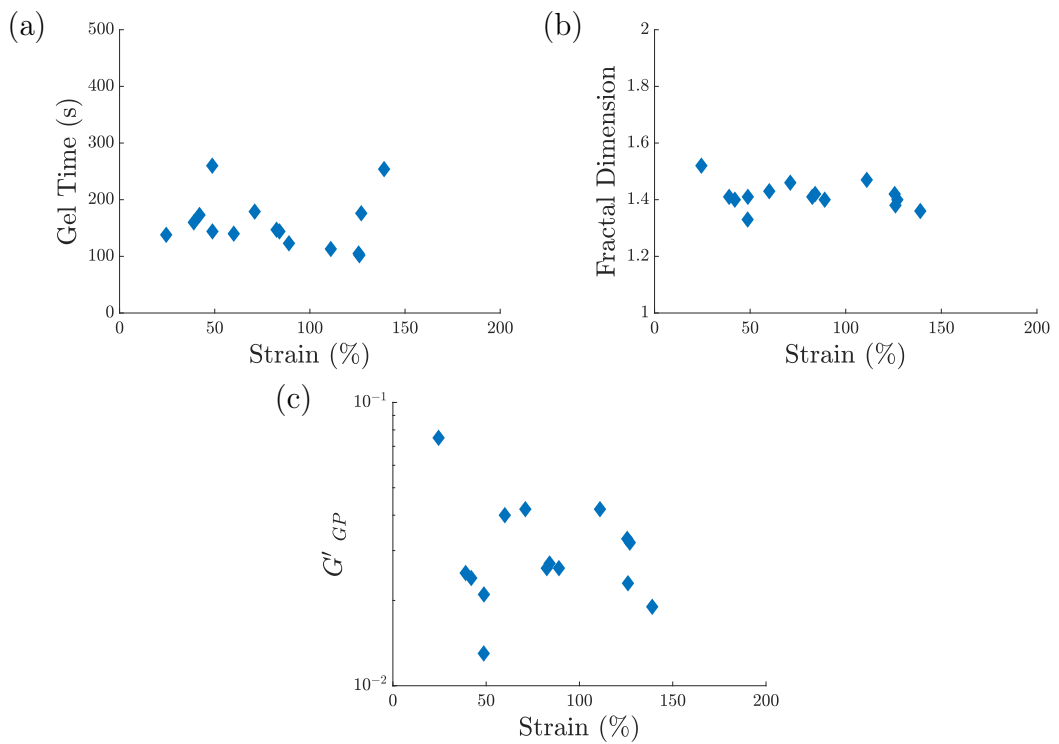 (a)
500
400
300
200
100
0
Gel Time (s)
0 50 100 150 200
Strain (%)
(b)
2
1.8
1.6
1.4
1.2
1
Fractal Dimension
0 50 100 150 200
Strain (%)
(c)
10⁻¹
10⁻²
G′ GP
0 50 100 150 200
Strain (%)